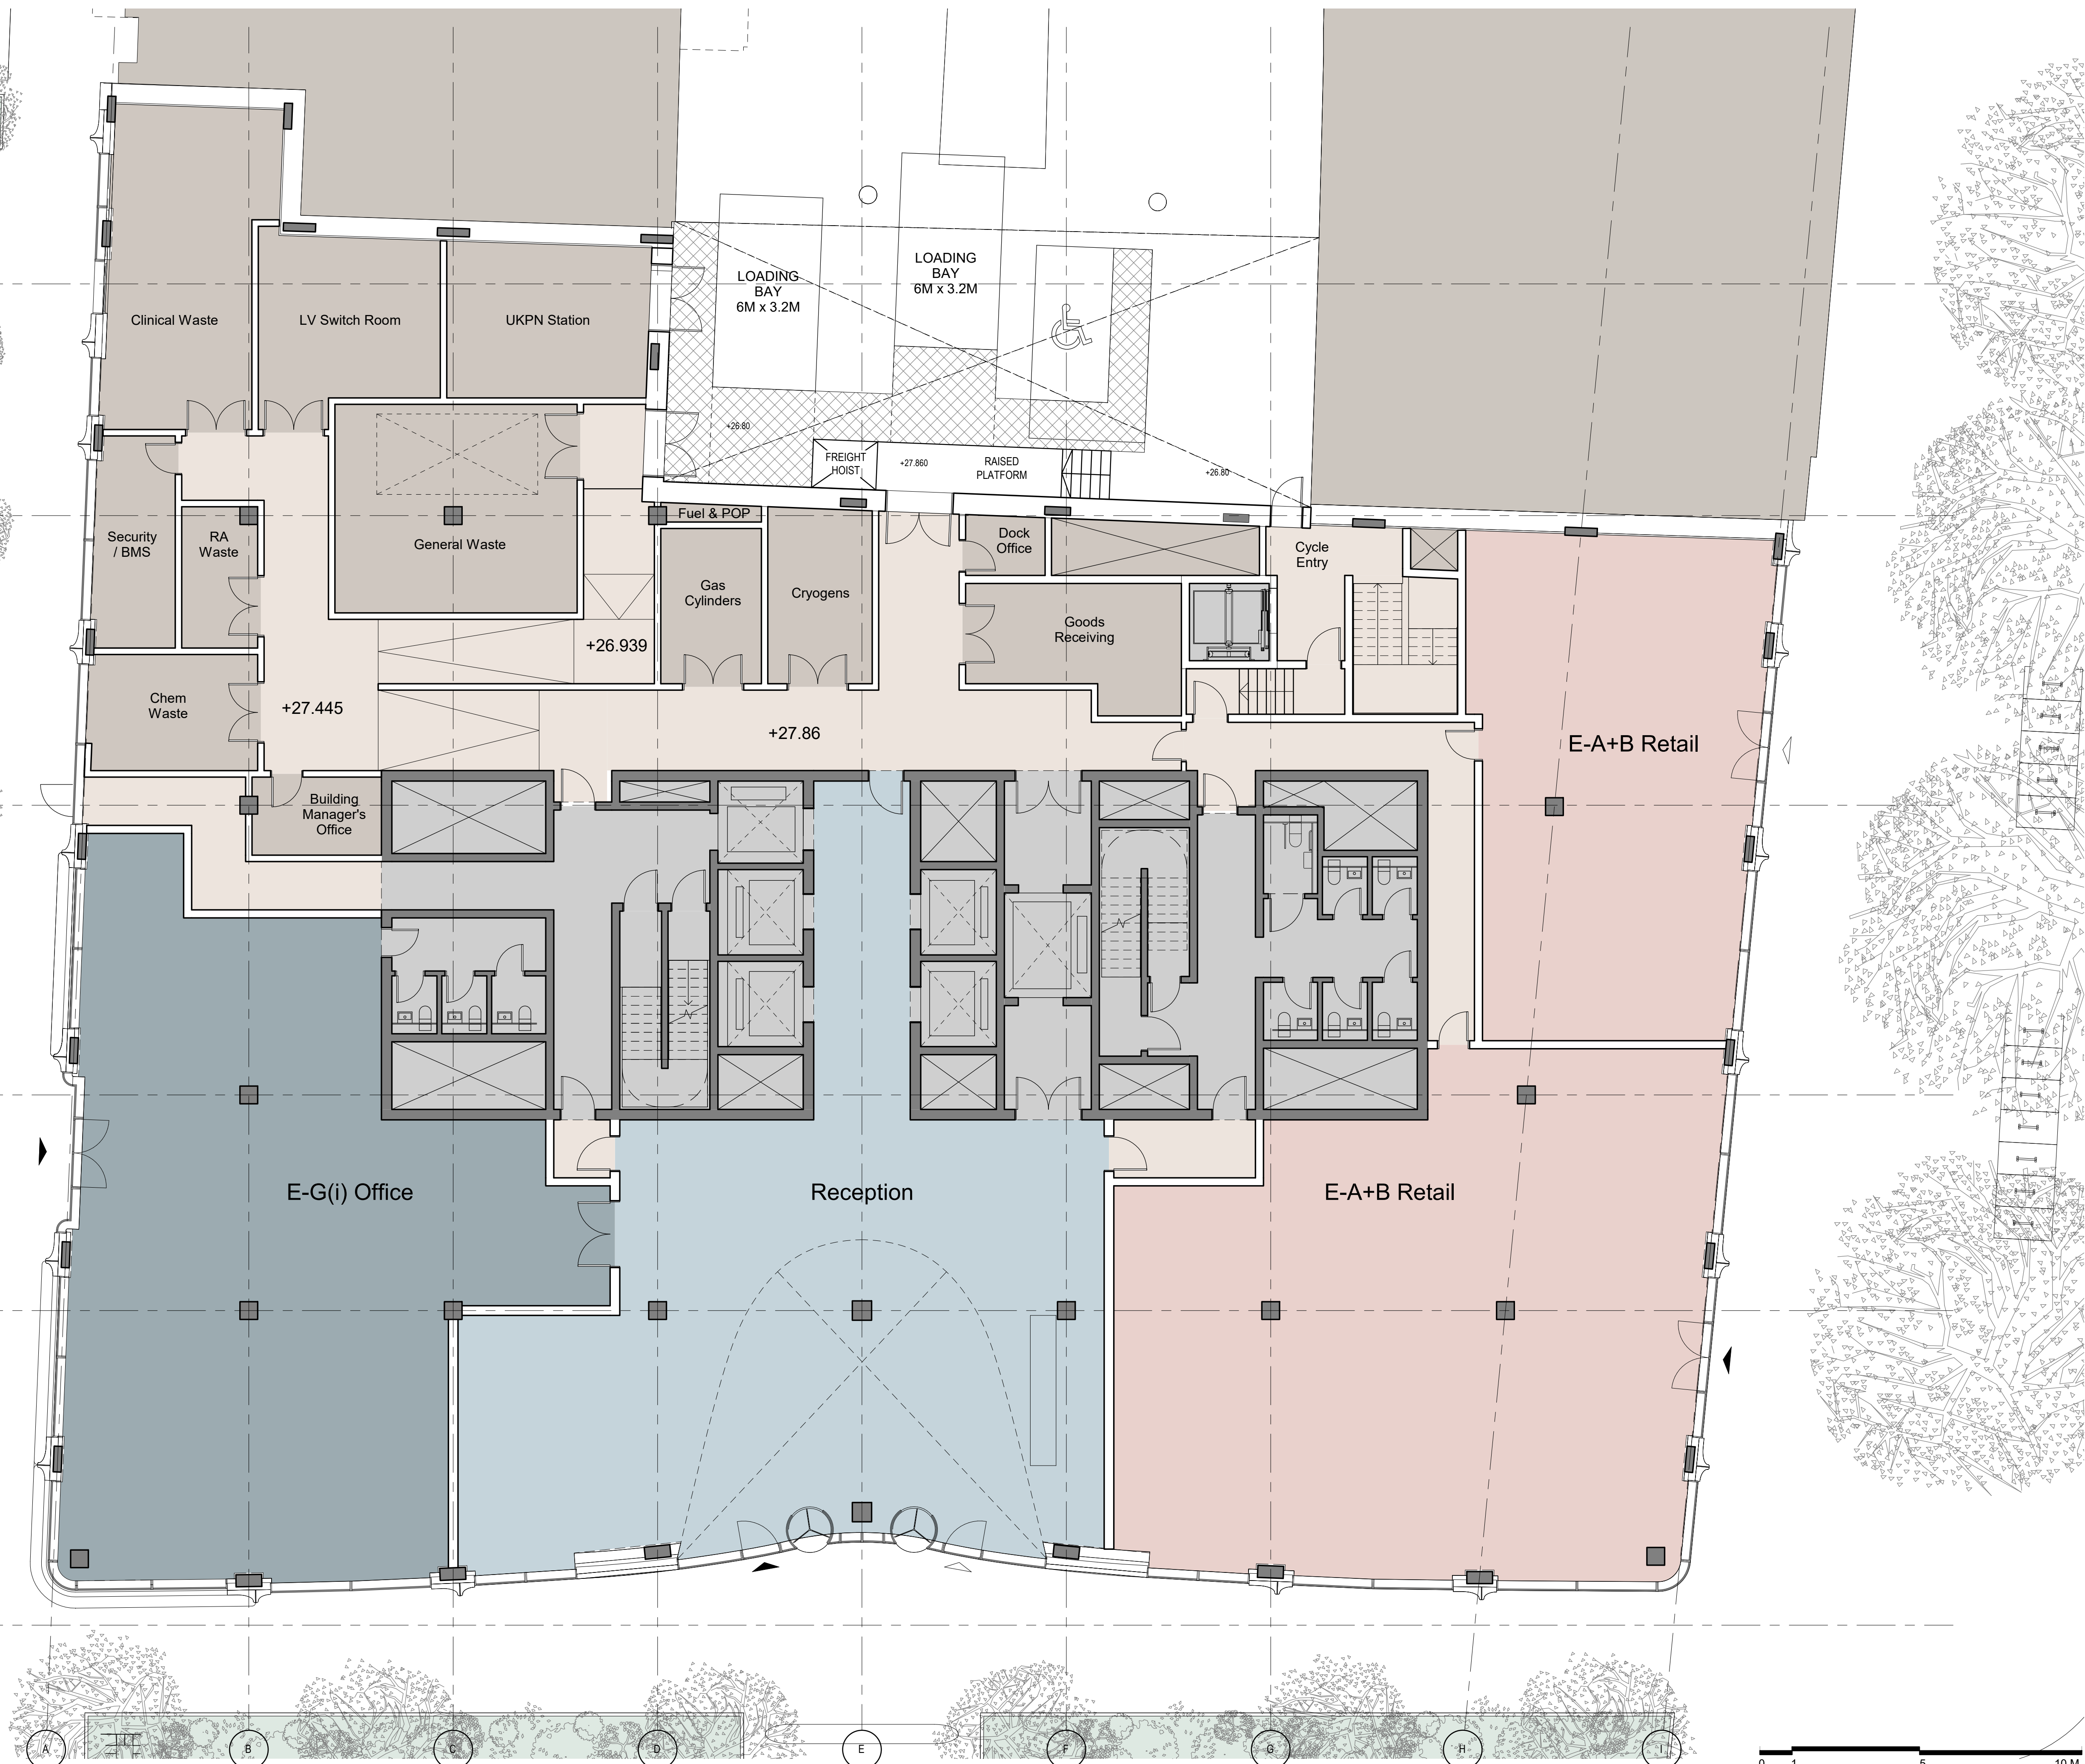 LOADING
BAY
6M x 3.2M
LOADING
BAY
6M x 3.2M
Clinical Waste
LV Switch Room
UKPN Station
+26.80
FREIGHT
HOIST
+27.860
RAISED
PLATFORM
+26.80
Security
/ BMS
RA
Waste
General Waste
Fuel & POP
Gas
Cylinders
Cryogens
Dock
Office
Cycle
Entry
Goods
Receiving
+26.939
Chem
Waste
+27.445
+27.86
E-A+B Retail
Building
Manager's
Office
E-G(i) Office
Reception
E-A+B Retail
A
B
C
D
E
F
G
H
I
0 1 5 10 M